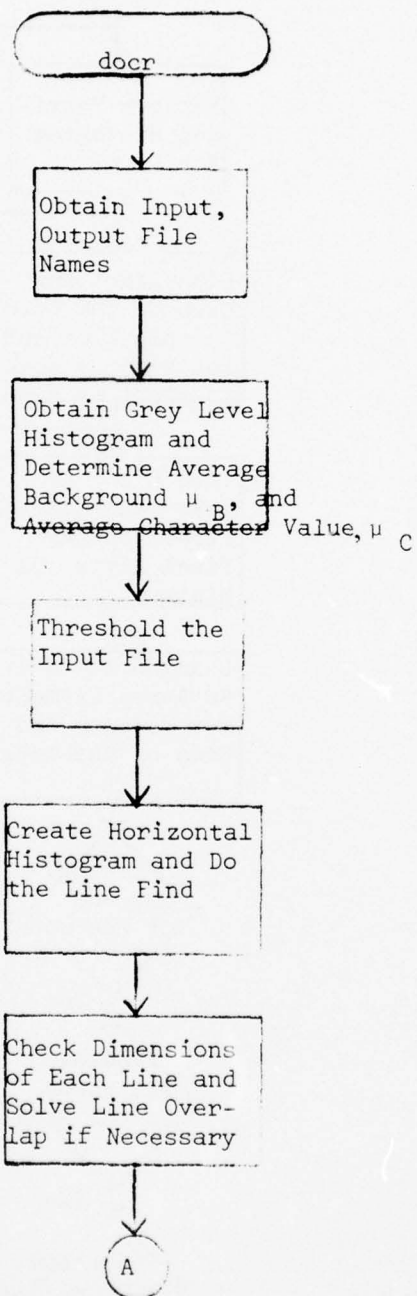 docr
Obtain Input,
Output File
Names
Obtain Grey Level
Histogram and
Determine Average
Background μ B, and
Average Character Value, μ C
Threshold the
Input File
Create Horizontal
Histogram and Do
the Line Find
Check Dimensions
of Each Line and
Solve Line Over-
lap if Necessary
A